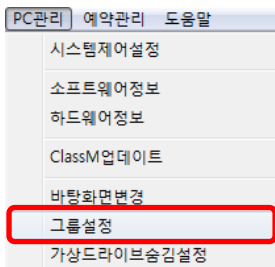 PC관리 예약관리 도움말
시스템제어설정
소프트웨어정보
하드웨어정보
ClassM업데이트
바탕화면변경
그룹설정
가상드라이브숨김설정